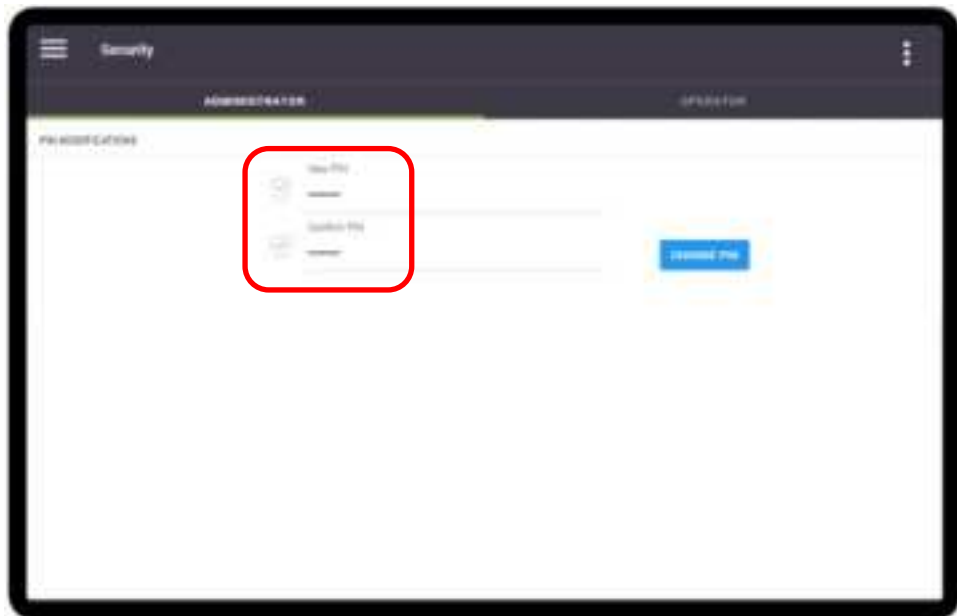 Security
ADMINISTRATOR
OPERATOR
PIN MODIFICATIONS
New PIN
Confirm PIN
CHANGE PIN